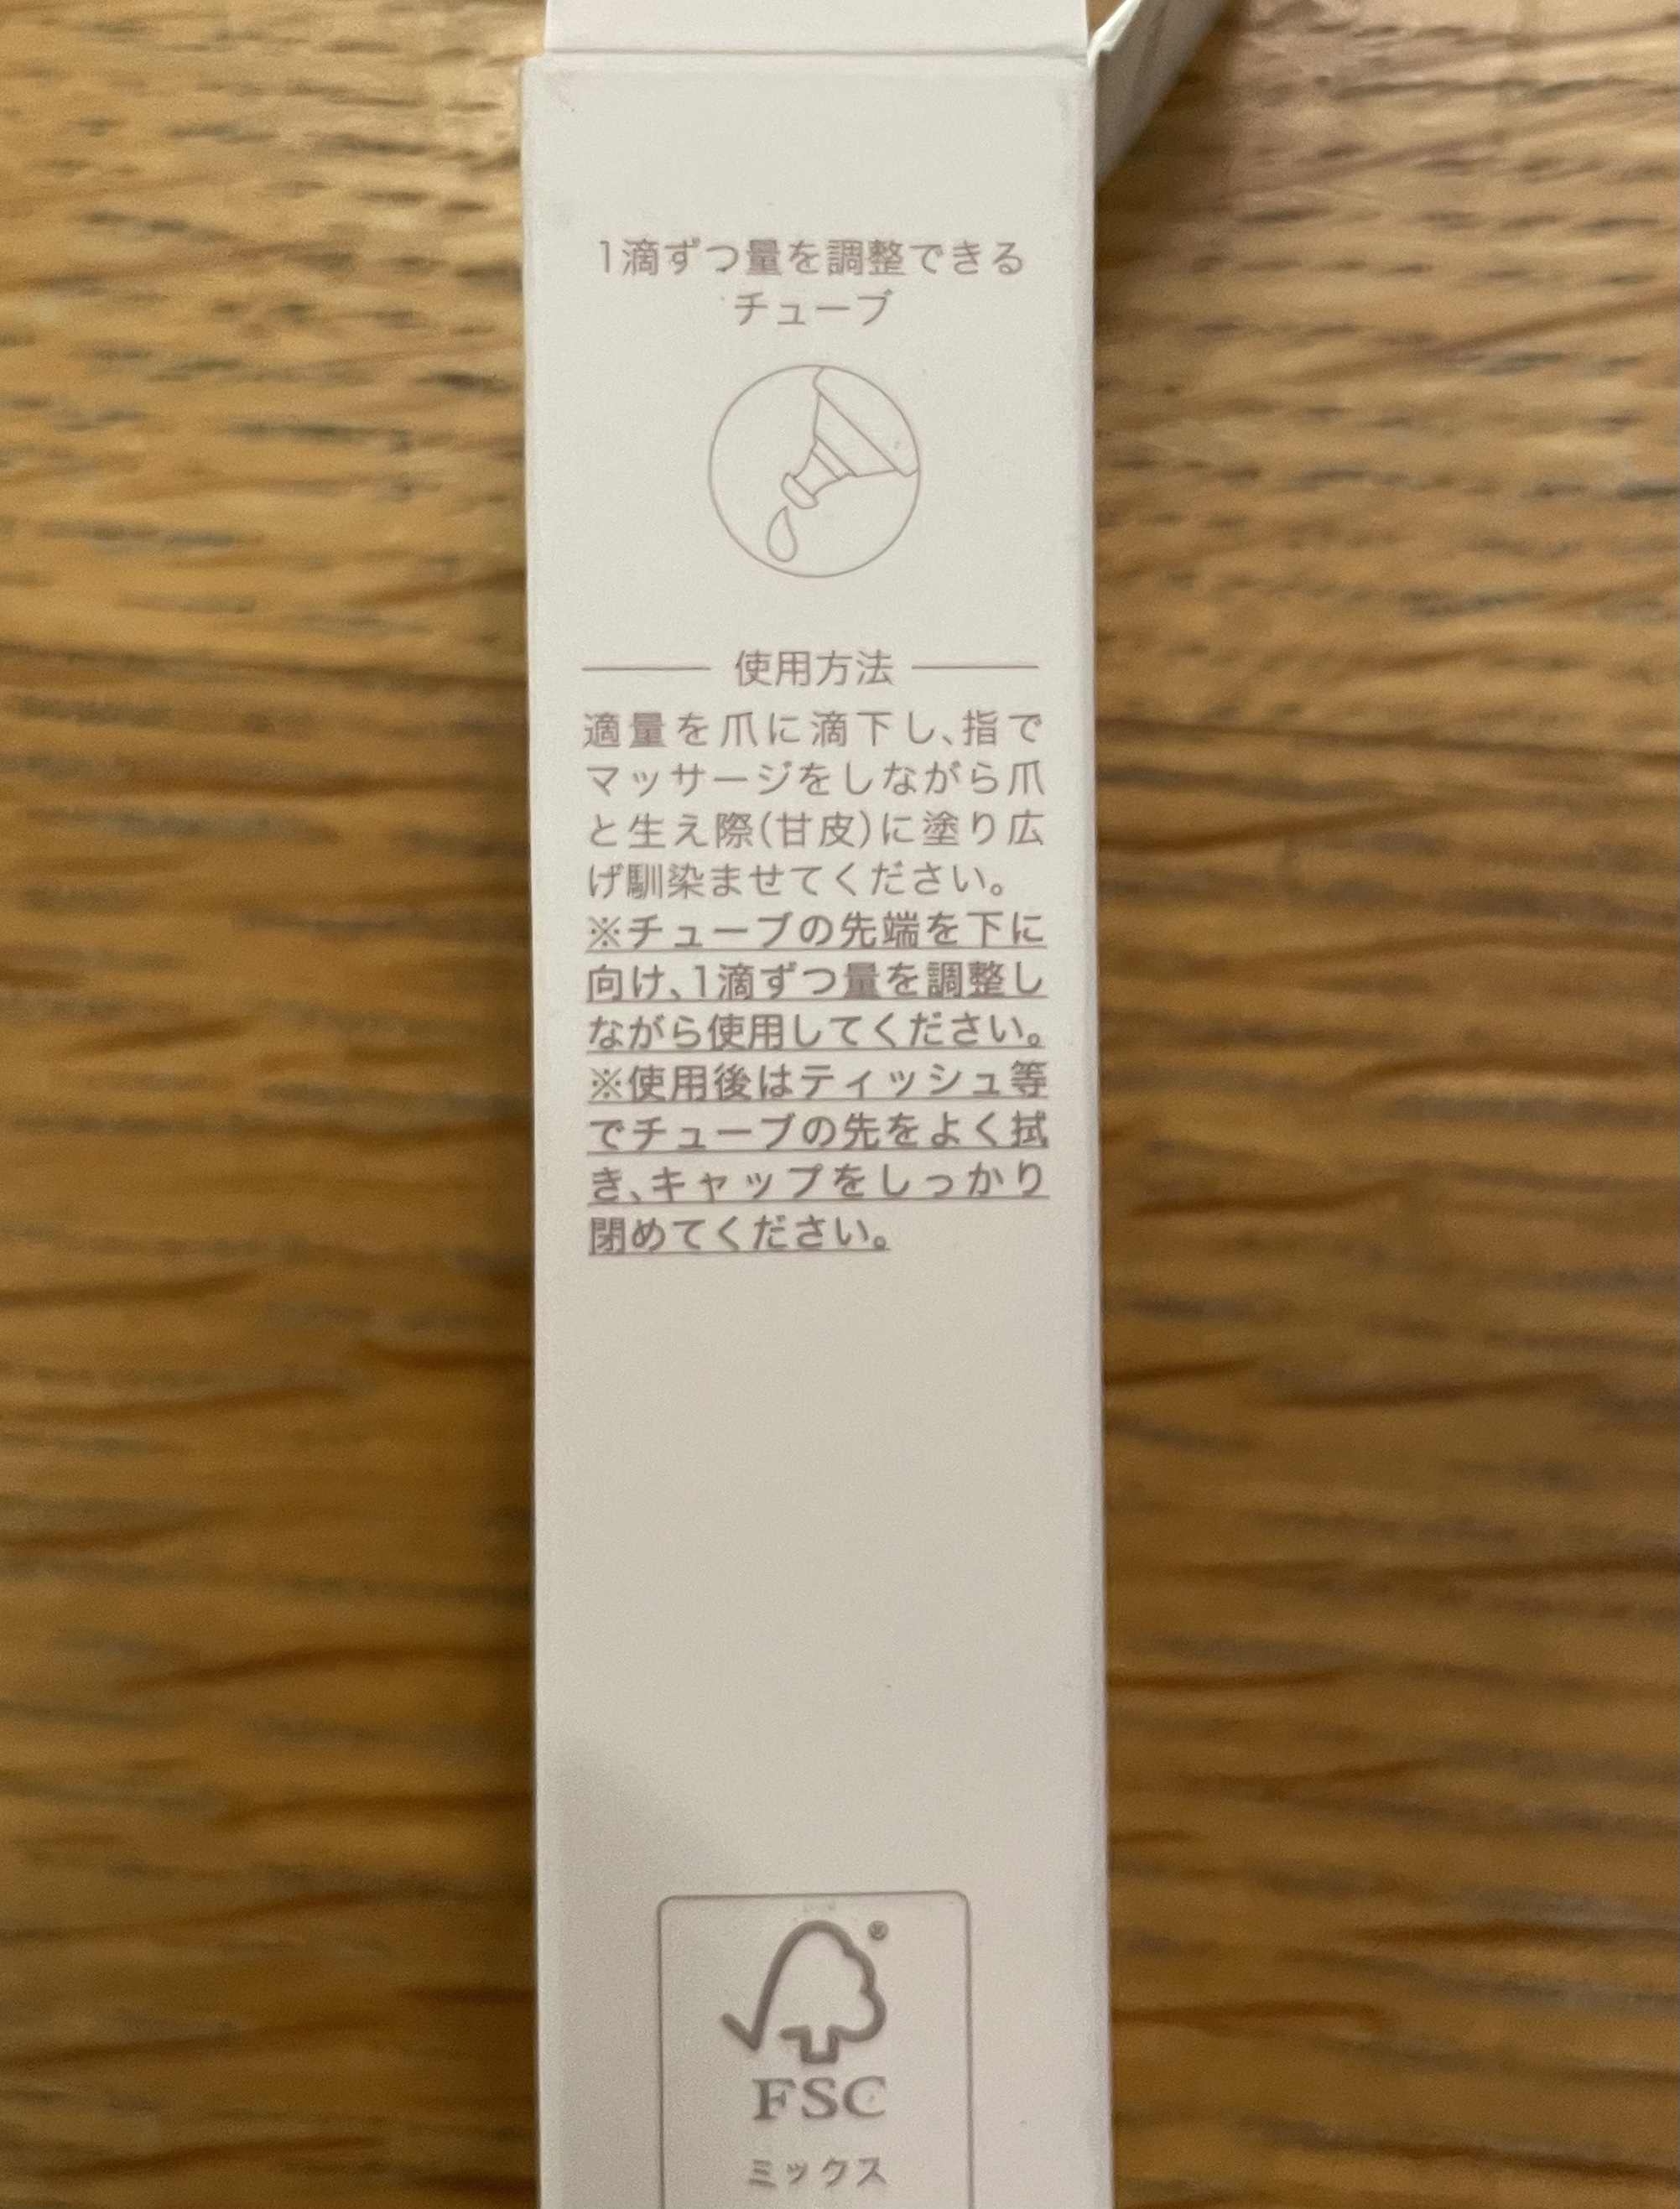 1滴ずつ量を調整できる
チューブ
使用方法
適量を爪に滴下し、指で
マッサージをしながら爪
と生え際(甘皮)に塗り広
げ馴染ませてください。
※チューブの先端を下に
向け、1滴ずつ量を調整し
ながら使用してください。
※使用後はティッシュ等
でチューブの先をよく拭
き、キャップをしっかり
閉めてください。
®
FSC
ミックス